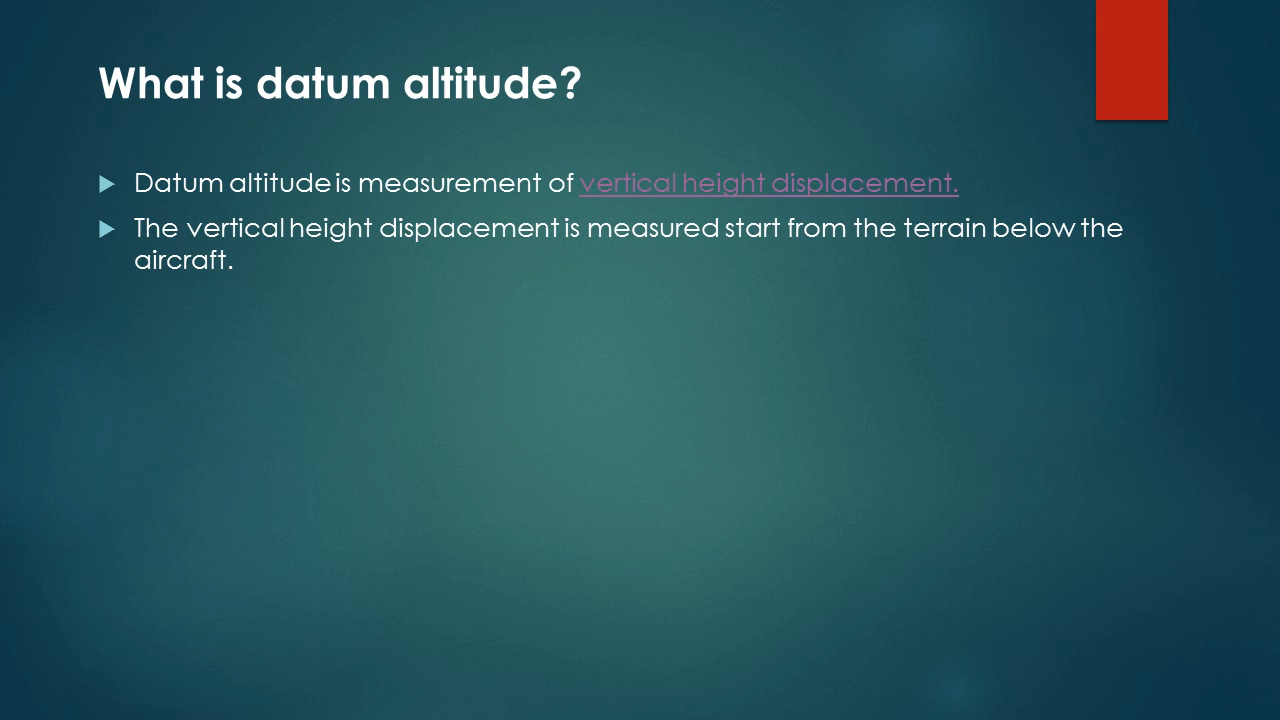 What is datum altitude?
Datum altitude is measurement of vertical height displacement.
The vertical height displacement is measured start from the terrain below the
aircraft.